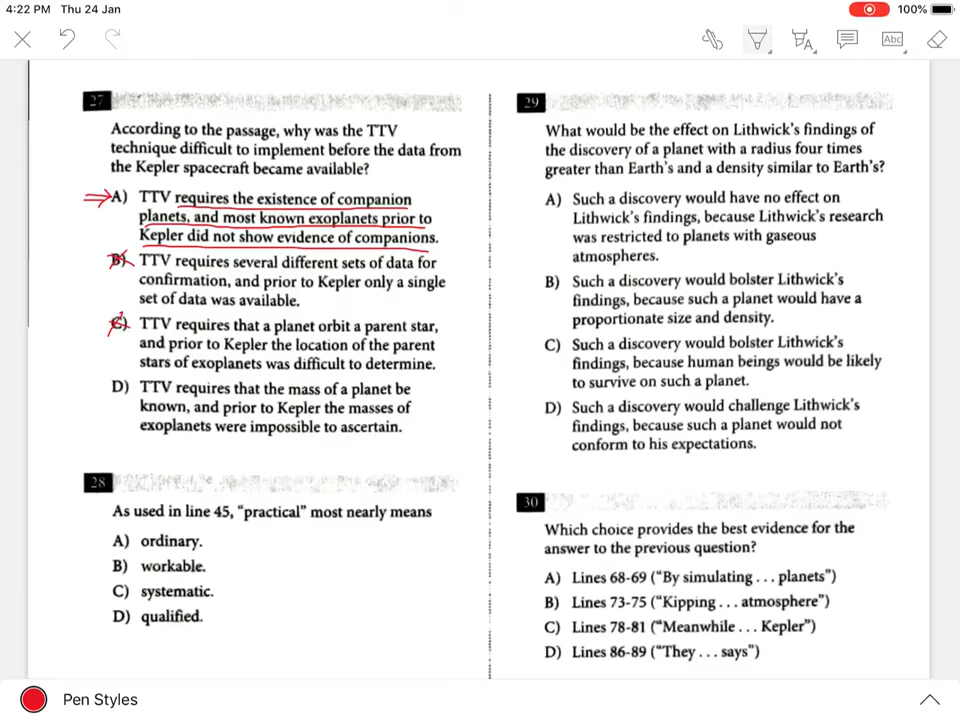 4:22 PM Thu 24 Jan
100%
Abc
27
According to the passage, why was the TTV
technique difficult to implement before the data from
the Kepler spacecraft became available?
A) TTV requires the existence of companion
planets, and most known exoplanets prior to
Kepler did not show evidence of companions.
B) TTV requires several different sets of data for
confirmation, and prior to Kepler only a single
set of data was available.
C) TTV requires that a planet orbit a parent star,
and prior to Kepler the location of the parent
stars of exoplanets was difficult to determine.
D) TTV requires that the mass of a planet be
known, and prior to Kepler the masses of
exoplanets were impossible to ascertain.
28
As used in line 45, “practical” most nearly means
A) ordinary.
B) workable.
C) systematic.
D) qualified.
29
What would be the effect on Lithwick's findings of
the discovery of a planet with a radius four times
greater than Earth's and a density similar to Earth's?
A) Such a discovery would have no effect on
Lithwick's findings, because Lithwick's research
was restricted to planets with gaseous
atmospheres.
B) Such a discovery would bolster Lithwick's
findings, because such a planet would have a
proportionate size and density.
C) Such a discovery would bolster Lithwick's
findings, because human beings would be likely
to survive on such a planet.
D) Such a discovery would challenge Lithwick's
findings, because such a planet would not
conform to his expectations.
30
Which choice provides the best evidence for the
answer to the previous question?
A) Lines 68-69 (“By simulating . . . planets”)
B) Lines 73-75 (“Kipping . . . atmosphere”)
C) Lines 78-81 (“Meanwhile . . . Kepler”)
D) Lines 86-89 (“They . . . says”)
Pen Styles